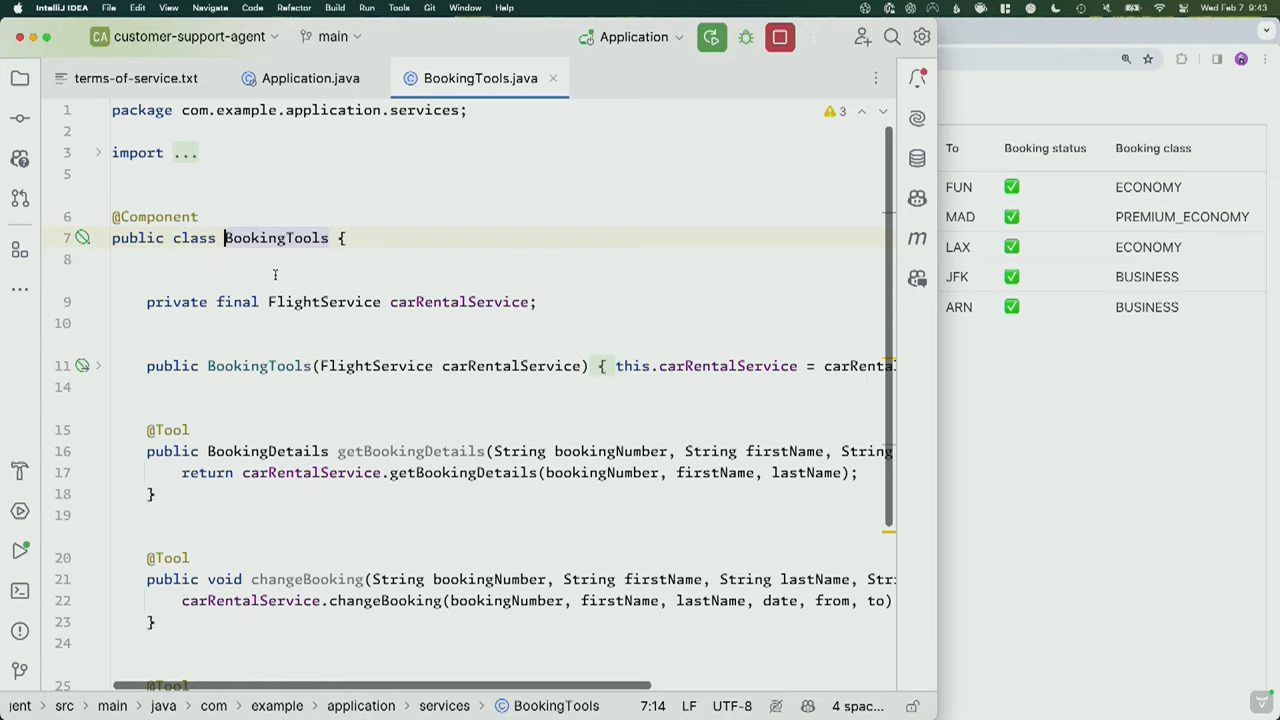 IntelliJ IDEA File Edit View Navigate Code Refactor Build Run Tools Git Window Help Wed Feb 7 9:43
CA customer-support-agent main Application
terms-of-service.txt Application.java BookingTools.java
1 package com.example.application.services; 3
2
3 import ...
5
6 @Component
7 public class BookingTools {
8
9 private final FlightService carRentalService;
10
11 public BookingTools(FlightService carRentalService) { this.carRentalService = carRenta
14
15 @Tool
16 public BookingDetails getBookingDetails(String bookingNumber, String firstName, String
17 return carRentalService.getBookingDetails(bookingNumber, firstName, lastName);
18 }
19
20 @Tool
21 public void changeBooking(String bookingNumber, String firstName, String lastName, Str
22 carRentalService.changeBooking(bookingNumber, firstName, lastName, date, from, to)
23 }
24
25 @Tool
gent src main java com example application services BookingTools 7:14 LF UTF-8 4 spac...
To Booking status Booking class
FUN ECONOMY
MAD PREMIUM_ECONOMY
LAX ECONOMY
JFK BUSINESS
ARN BUSINESS